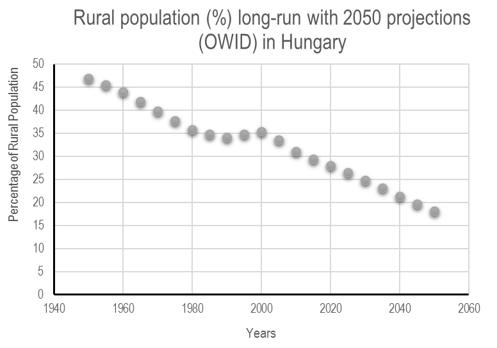 Rural population (%) long-run with 2050 projections
(OWID) in Hungary
Percentage of Rural Population
50
45
40
35
30
25
20
15
10
5
0
1940 1960 1980 2000 2020 2040 2060
Years